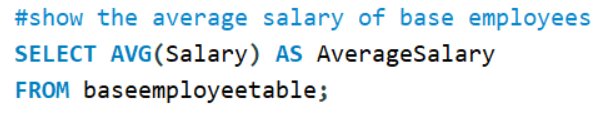 #show the average salary of base employees
SELECT AVG(Salary) AS AverageSalary
FROM baseemployeetable;